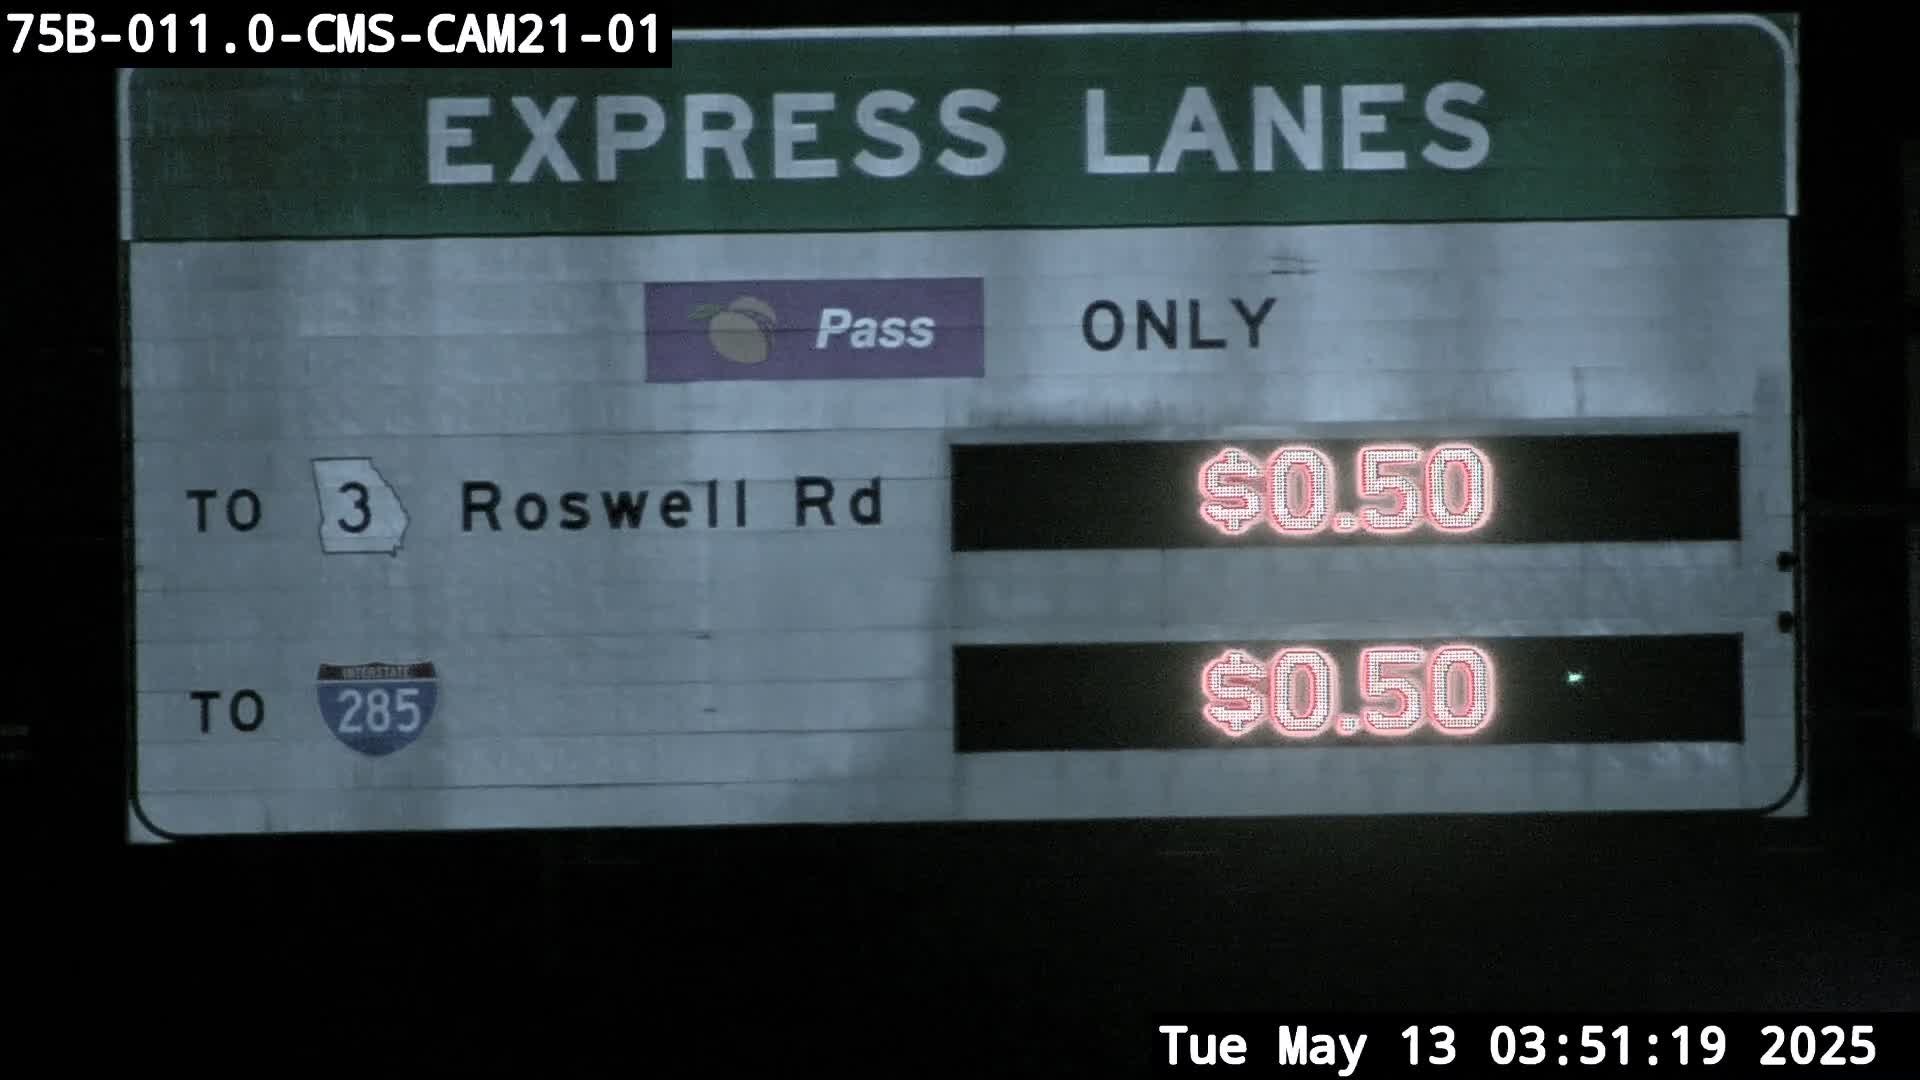 75B-011.0-CMS-CAM21-01
EXPRESS LANES
Pass ONLY
TO 3 Roswell Rd $0.50
INTERSTATE
TO 285 $0.50
Tue May 13 03:51:19 2025